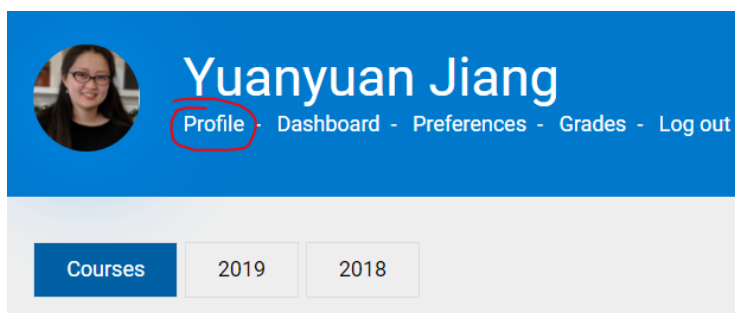 Yuanyuan Jiang
Profile - Dashboard - Preferences - Grades - Log out
Courses 2019 2018